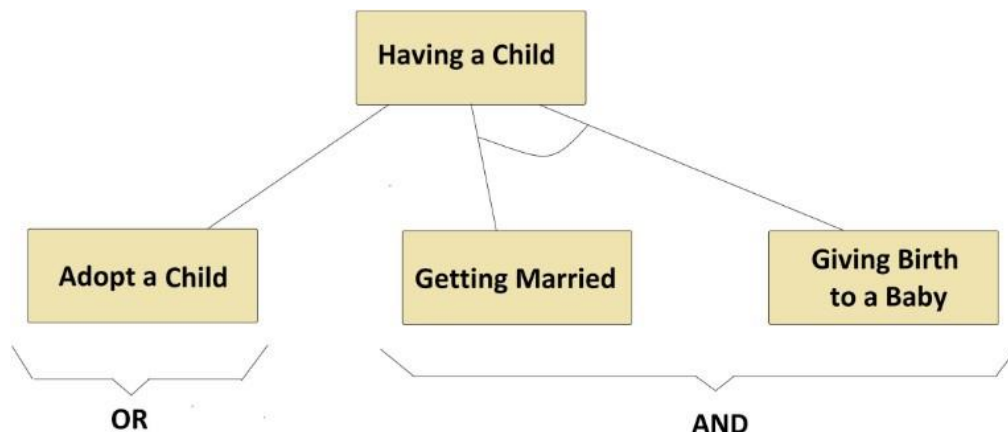 Having a Child
Adopt a Child
Getting Married
Giving Birth
to a Baby
OR
AND